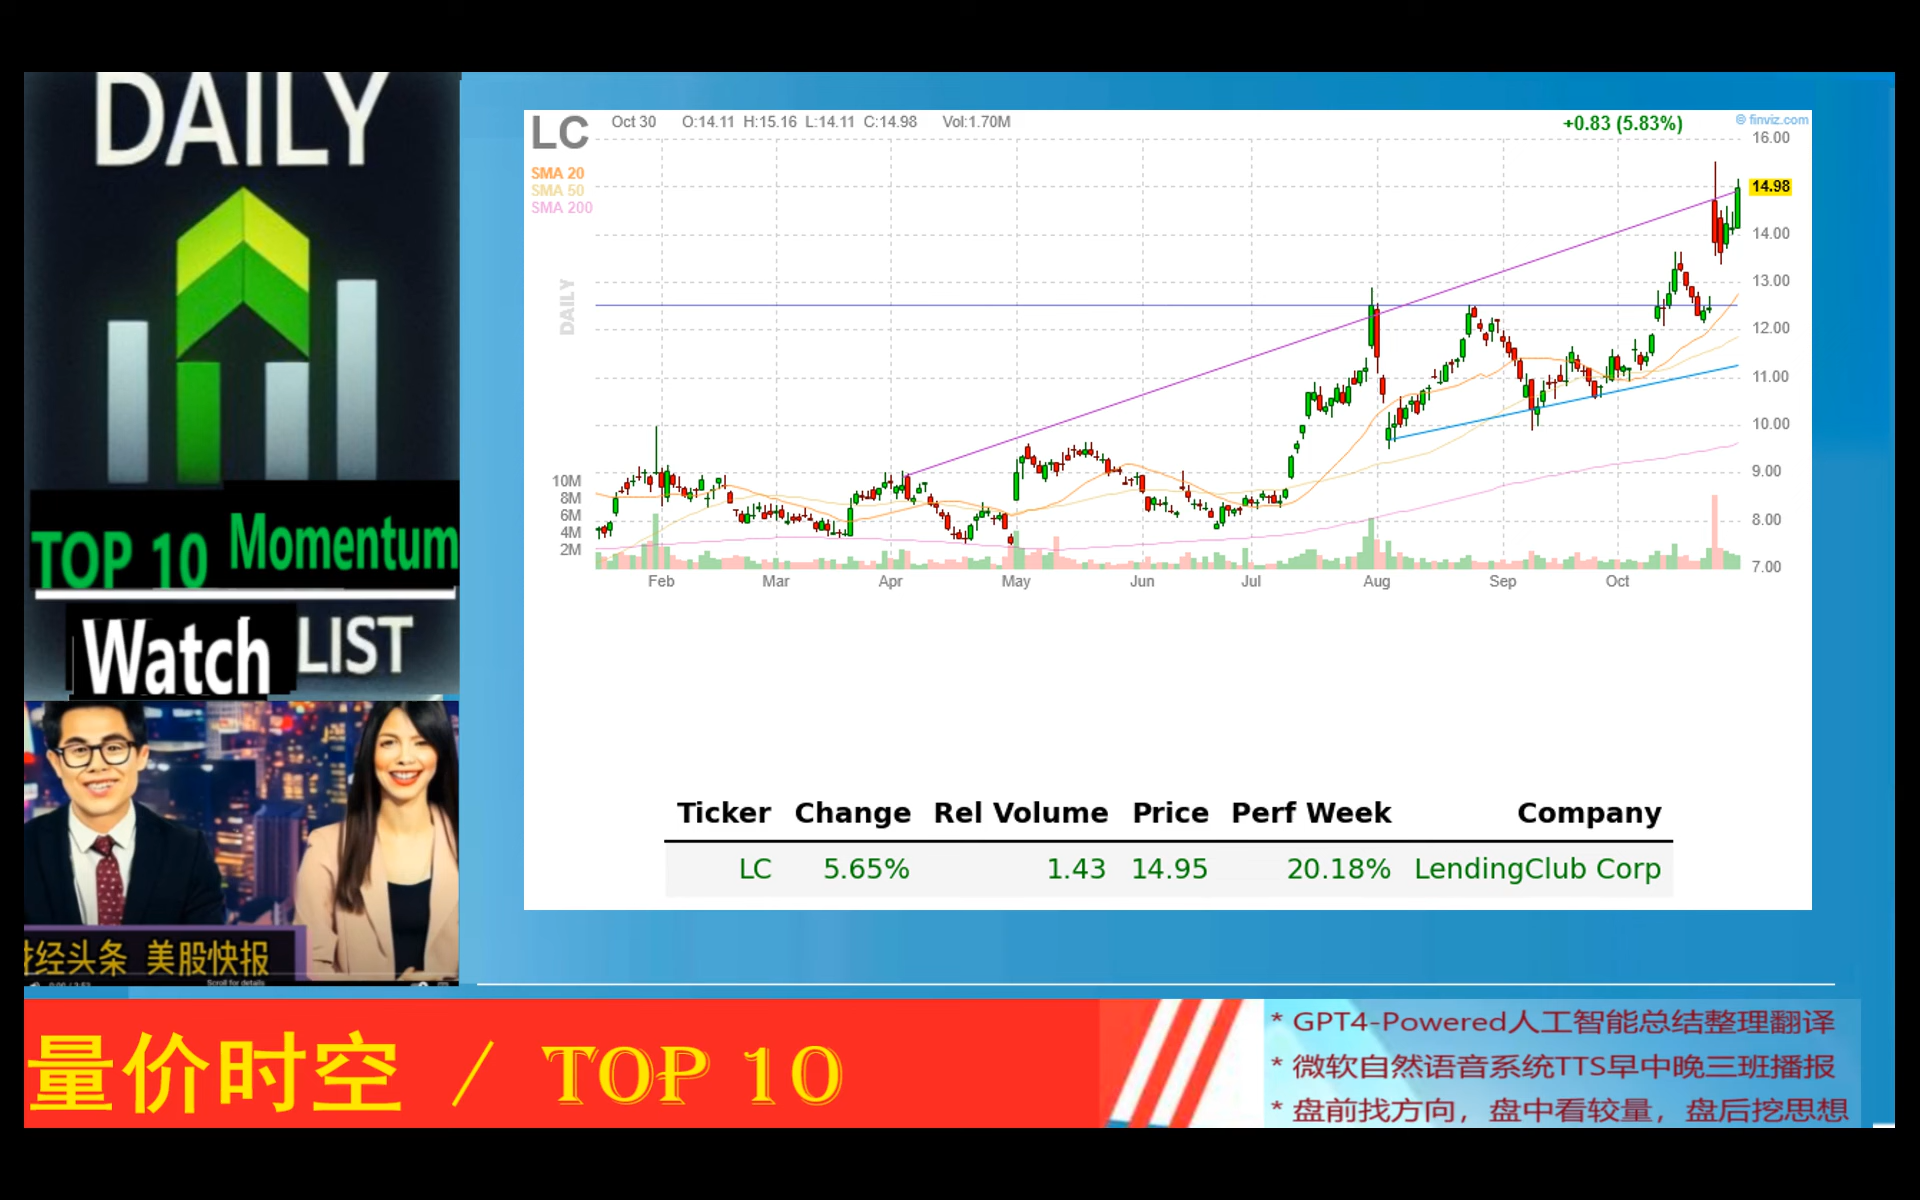 DAILY
TOP 10 Momentum
Watch LIST
经头条 美股快报
Scroll for details
LC Oct 30 O:14.11 H:15.16 L:14.11 C:14.98 Vol:1.70M +0.83 (5.83%) © finviz.com
SMA 20
SMA 50
SMA 200
DAILY
16.00
14.98
14.00
13.00
12.00
11.00
10.00
9.00
8.00
7.00
10M
8M
6M
4M
2M
Feb Mar Apr May Jun Jul Aug Sep Oct
Ticker Change Rel Volume Price Perf Week Company
LC 5.65% 1.43 14.95 20.18% LendingClub Corp
量价时空 / TOP 10
* GPT4-Powered人工智能总结整理翻译
* 微软自然语音系统TTS早中晚三班播报
* 盘前找方向，盘中看较量，盘后挖思想